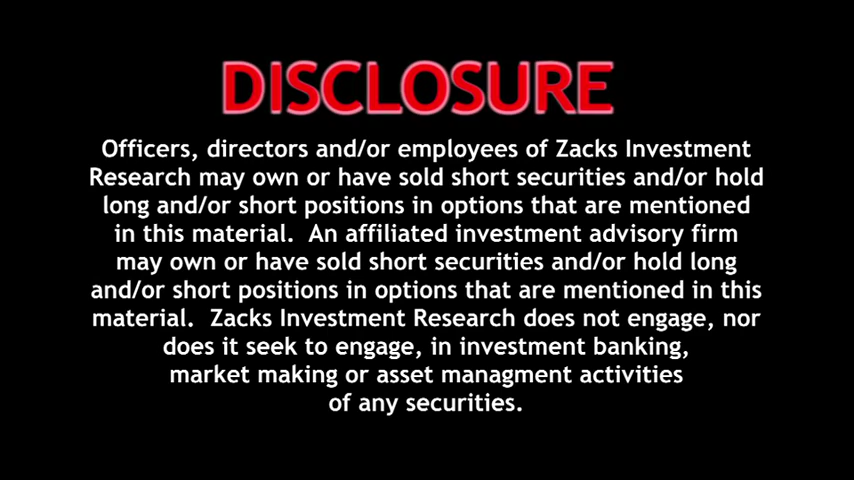 DISCLOSURE
Officers, directors and/or employees of Zacks Investment
Research may own or have sold short securities and/or hold
long and/or short positions in options that are mentioned
in this material.  An affiliated investment advisory firm
may own or have sold short securities and/or hold long
and/or short positions in options that are mentioned in this
material.  Zacks Investment Research does not engage, nor
does it seek to engage, in investment banking,
market making or asset managment activities
of any securities.